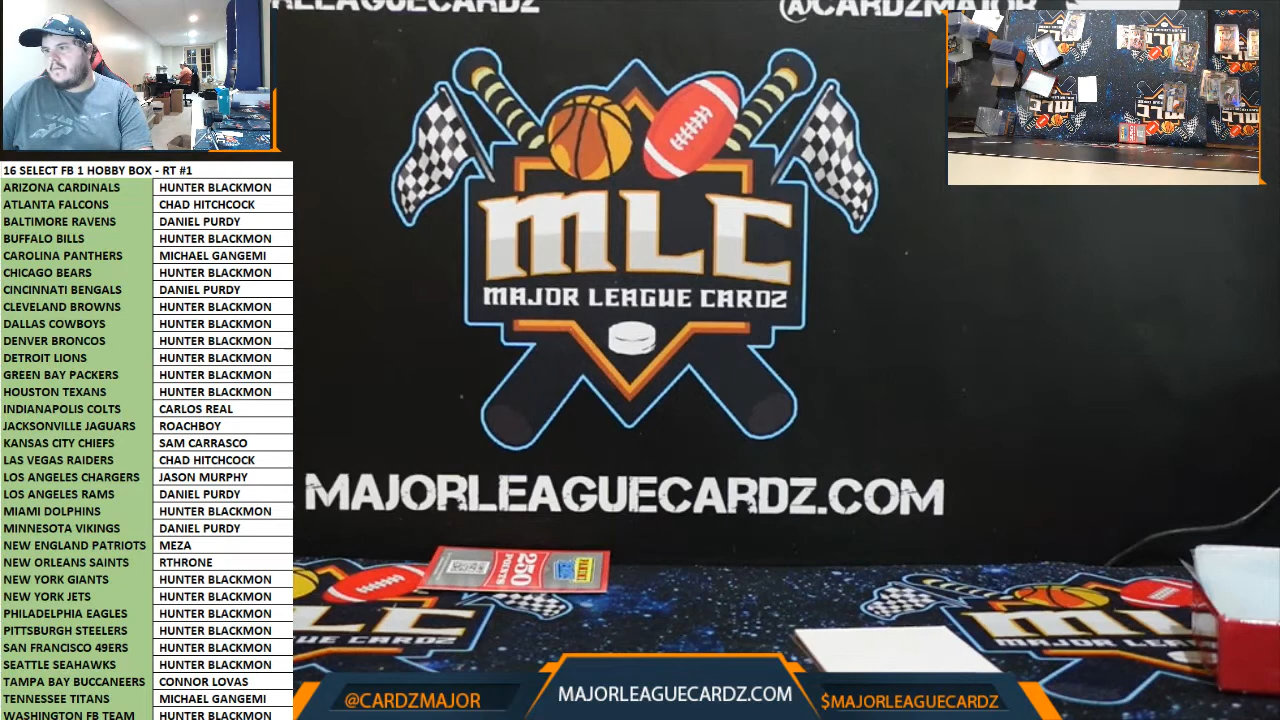 RLEAGUECARDZ
@CARDZMAJOR
16 SELECT FB 1 HOBBY BOX - RT #1
ARIZONA CARDINALS HUNTER BLACKMON
ATLANTA FALCONS CHAD HITCHCOCK
BALTIMORE RAVENS DANIEL PURDY
BUFFALO BILLS HUNTER BLACKMON
CAROLINA PANTHERS MICHAEL GANGEMI
CHICAGO BEARS HUNTER BLACKMON
CINCINNATI BENGALS DANIEL PURDY
CLEVELAND BROWNS HUNTER BLACKMON
DALLAS COWBOYS HUNTER BLACKMON
DENVER BRONCOS HUNTER BLACKMON
DETROIT LIONS HUNTER BLACKMON
GREEN BAY PACKERS HUNTER BLACKMON
HOUSTON TEXANS HUNTER BLACKMON
INDIANAPOLIS COLTS CARLOS REAL
JACKSONVILLE JAGUARS ROACHBOY
KANSAS CITY CHIEFS SAM CARRASCO
LAS VEGAS RAIDERS CHAD HITCHCOCK
LOS ANGELES CHARGERS JASON MURPHY
LOS ANGELES RAMS DANIEL PURDY
MIAMI DOLPHINS HUNTER BLACKMON
MINNESOTA VIKINGS DANIEL PURDY
NEW ENGLAND PATRIOTS MEZA
NEW ORLEANS SAINTS RTHRONE
NEW YORK GIANTS HUNTER BLACKMON
NEW YORK JETS HUNTER BLACKMON
PHILADELPHIA EAGLES HUNTER BLACKMON
PITTSBURGH STEELERS HUNTER BLACKMON
SAN FRANCISCO 49ERS HUNTER BLACKMON
SEATTLE SEAHAWKS HUNTER BLACKMON
TAMPA BAY BUCCANEERS CONNOR LOVAS
TENNESSEE TITANS MICHAEL GANGEMI
WASHINGTON FB TEAM HUNTER BLACKMON
MLC
MAJOR LEAGUE CARDZ
MAJORLEAGUECARDZ.COM
250
POINTS
PANINI
UE CARDZ
MAJOR LEAGUE
@CARDZMAJOR
MAJORLEAGUECARDZ.COM
$MAJORLEAGUECARDZ